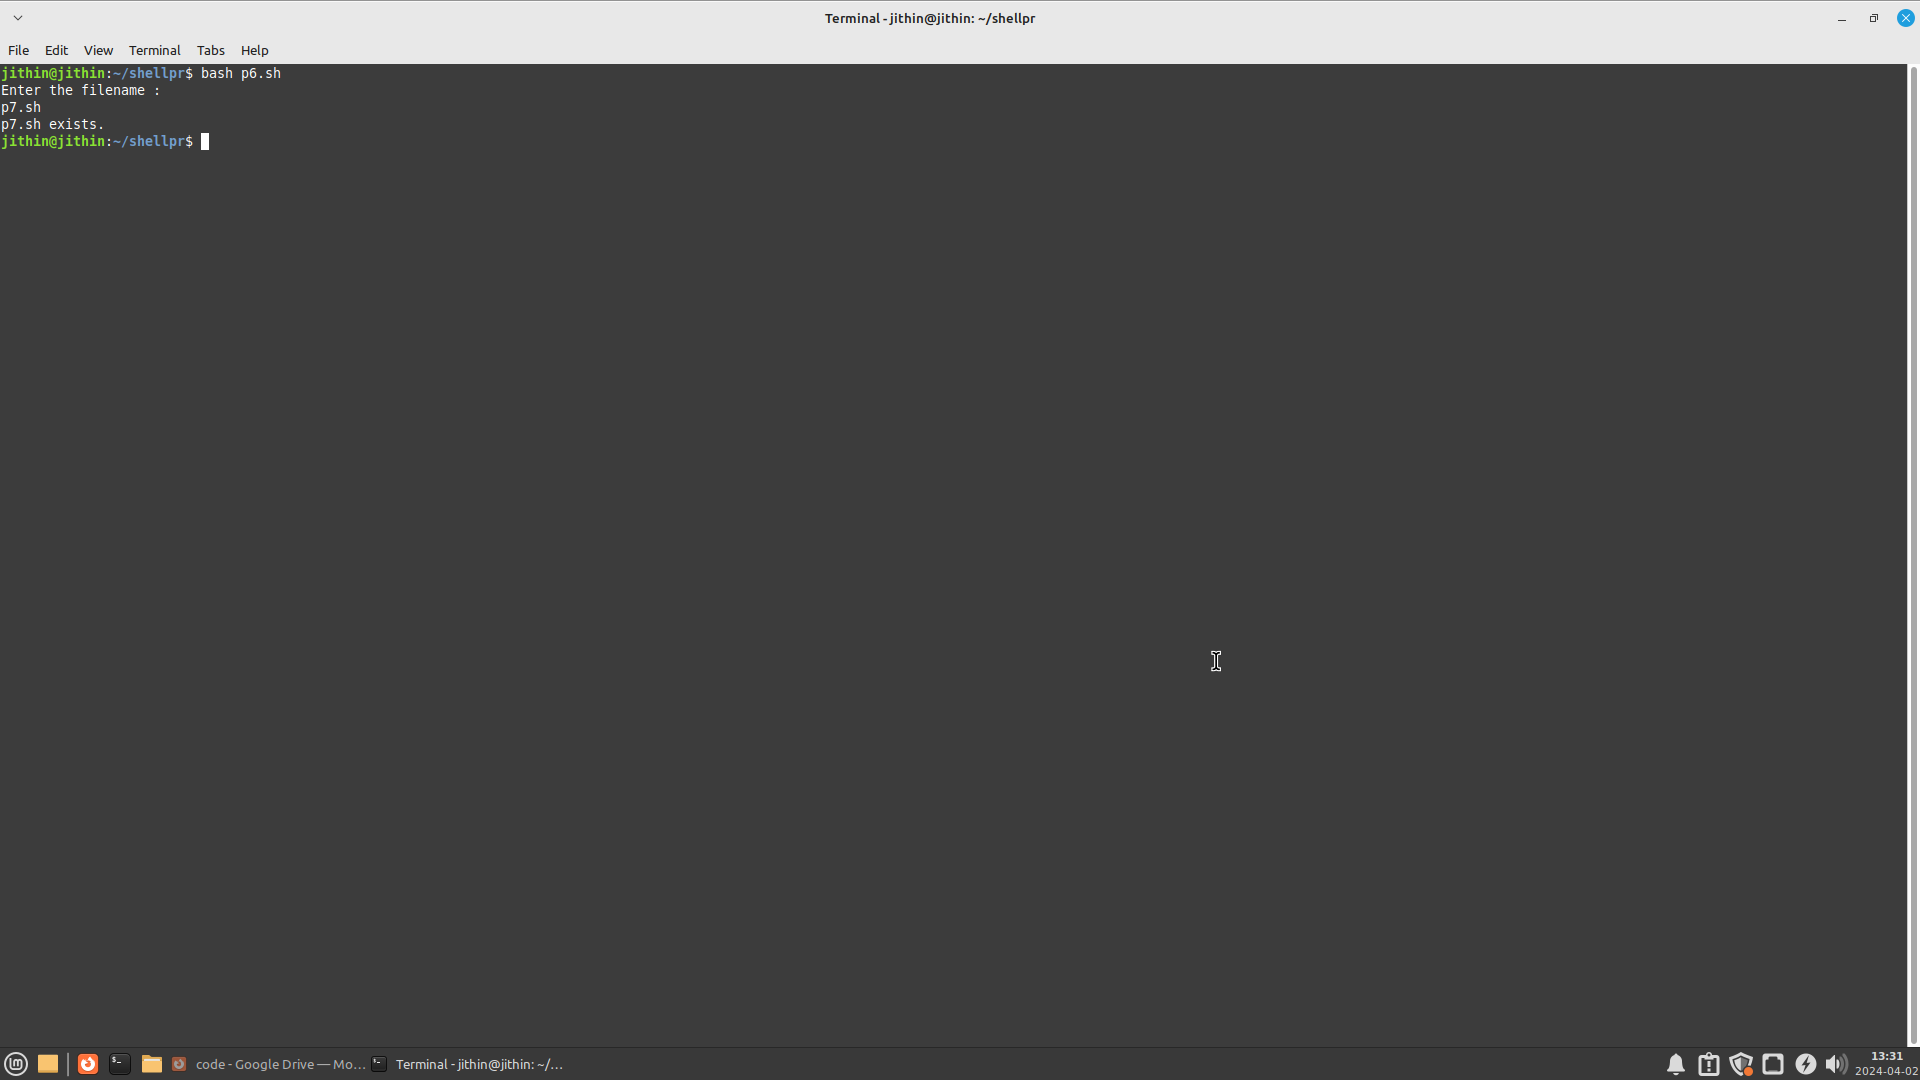 Terminal - jithin@jithin: ~/shellpr
File Edit View Terminal Tabs Help
jithin@jithin:~/shellpr$ bash p6.sh
Enter the filename :
p7.sh
p7.sh exists.
jithin@jithin:~/shellpr$
code - Google Drive — Mo... Terminal - jithin@jithin: ~/...
13:31
2024-04-02